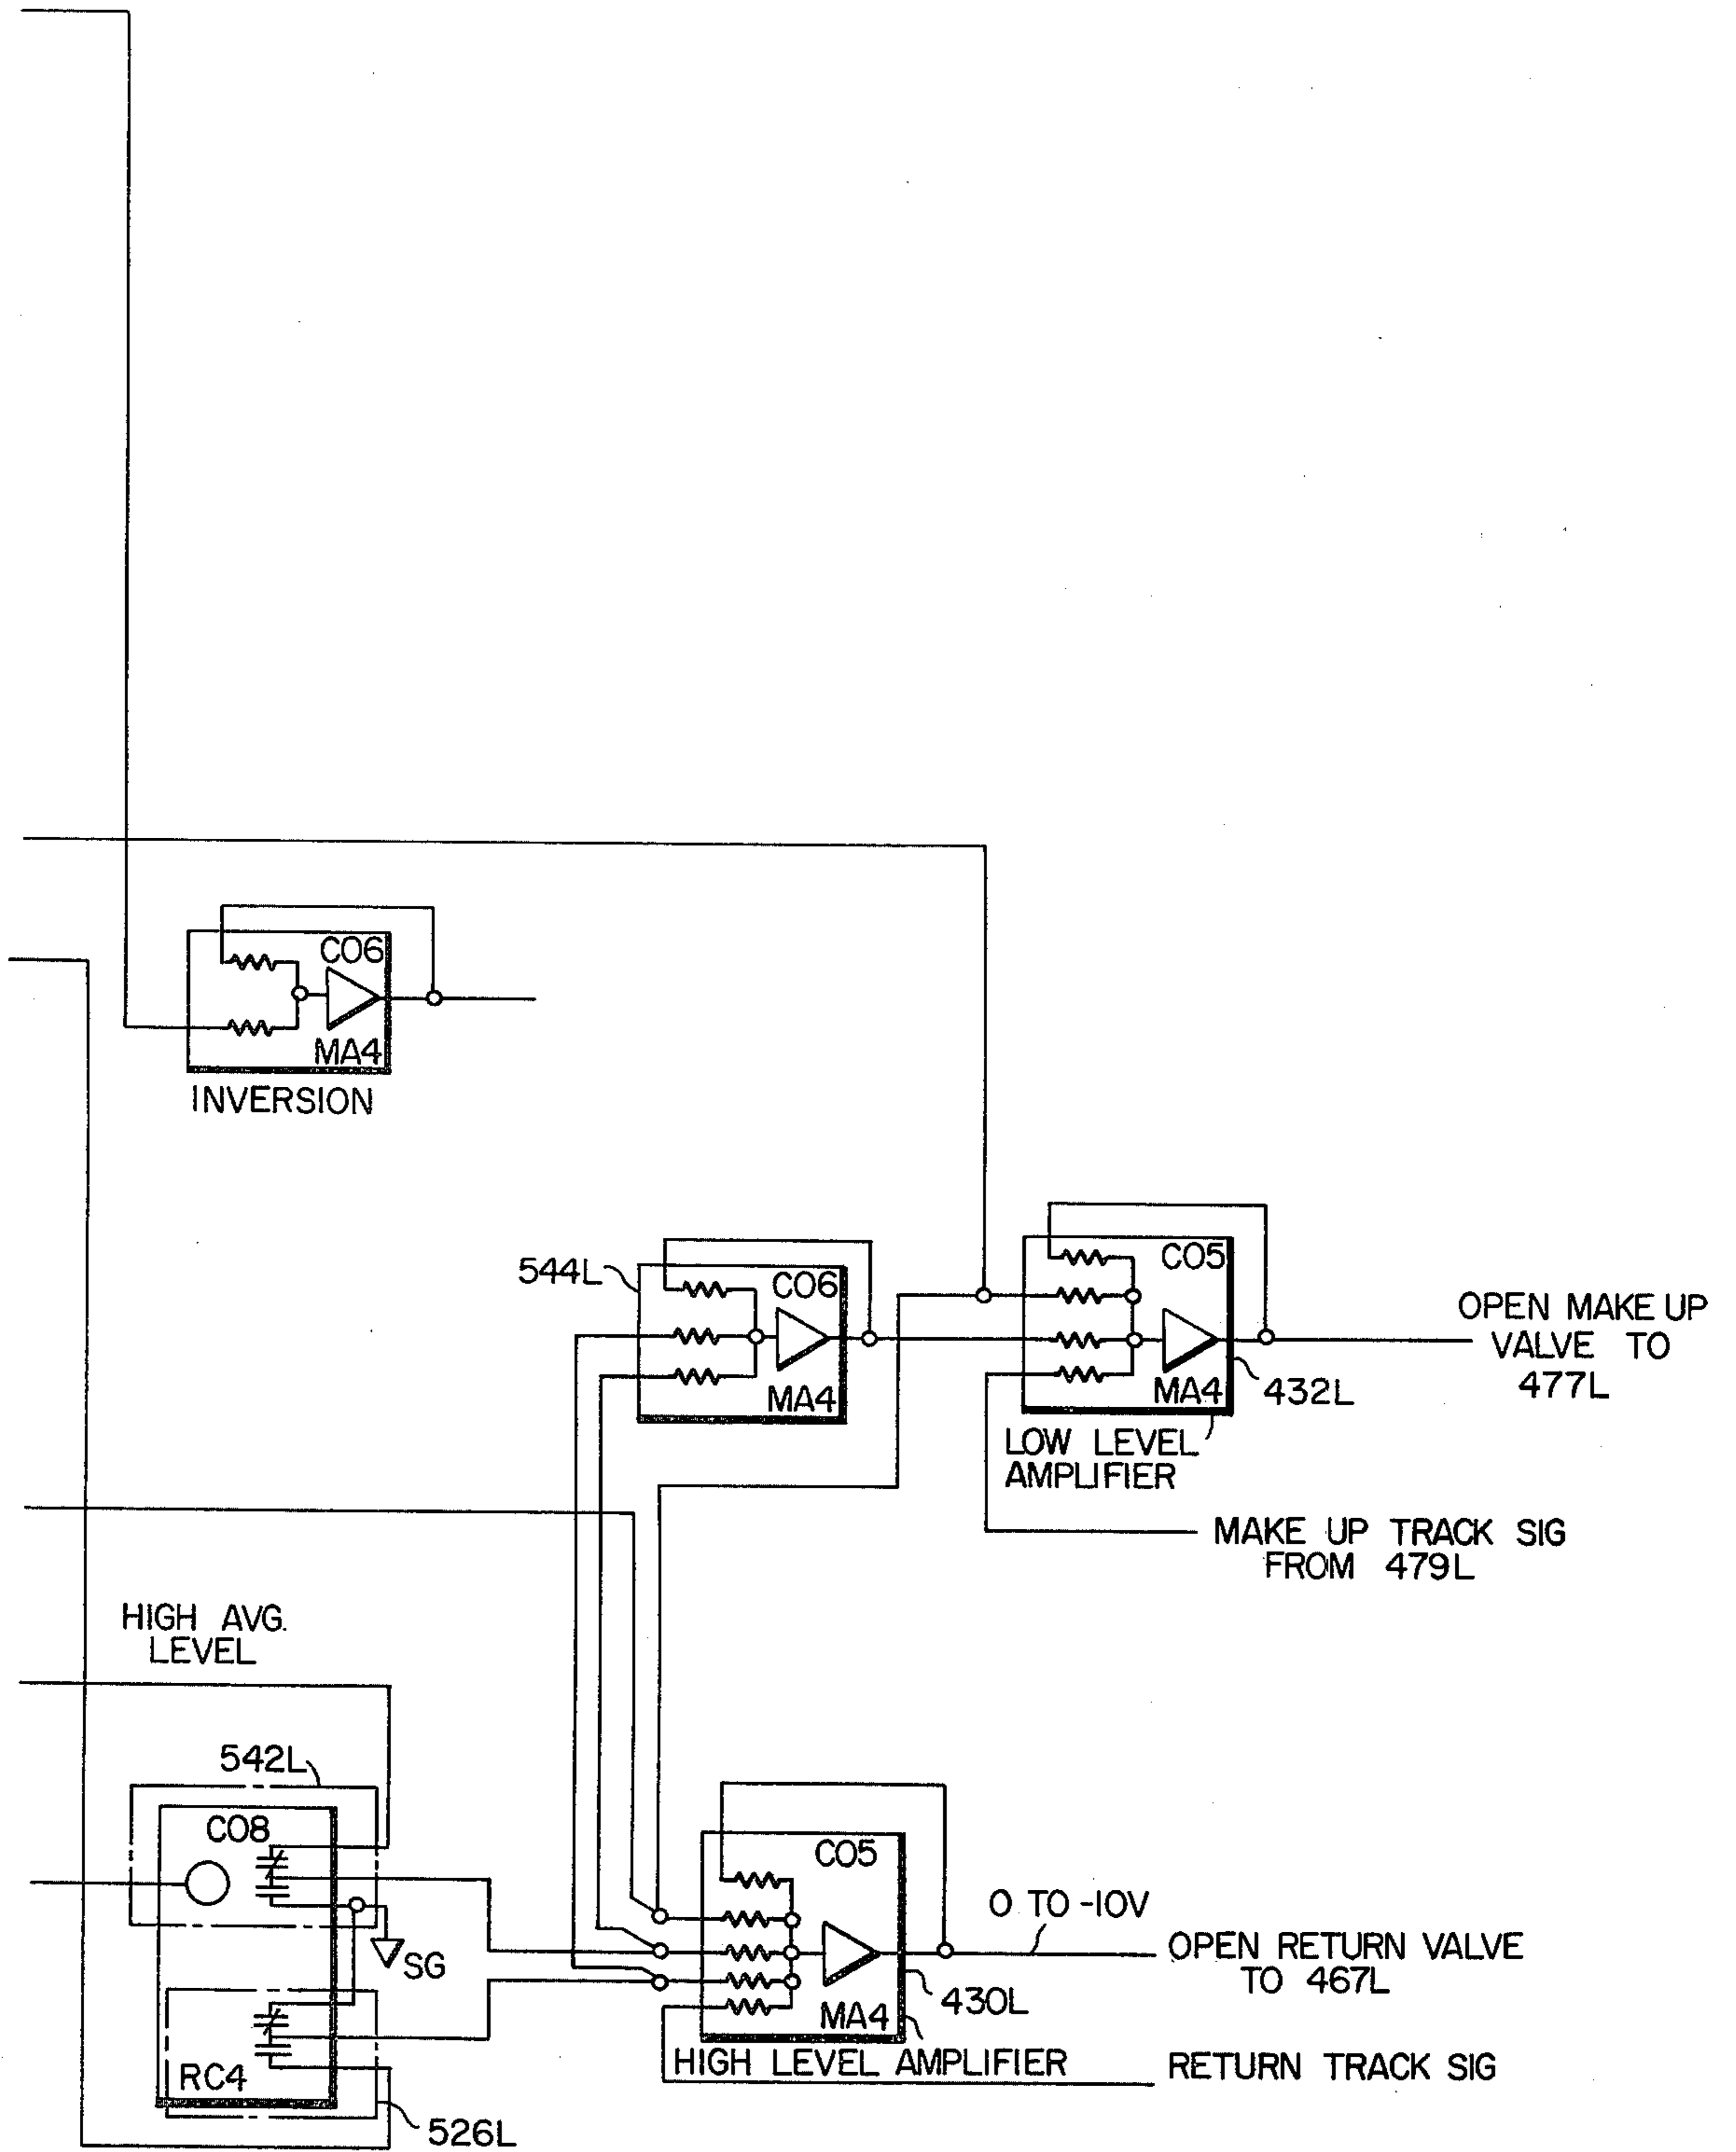 CO6
MA4
INVERSION
544L
CO6
MA4
CO5
MA4
432L
LOW LEVEL
AMPLIFIER
OPEN MAKE UP
VALVE TO
477L
MAKE UP TRACK SIG
FROM 479L
HIGH AVG.
LEVEL
542L
CO8
SG
RC4
526L
CO5
MA4
430L
HIGH LEVEL AMPLIFIER
0 TO -10V
OPEN RETURN VALVE
TO 467L
RETURN TRACK SIG